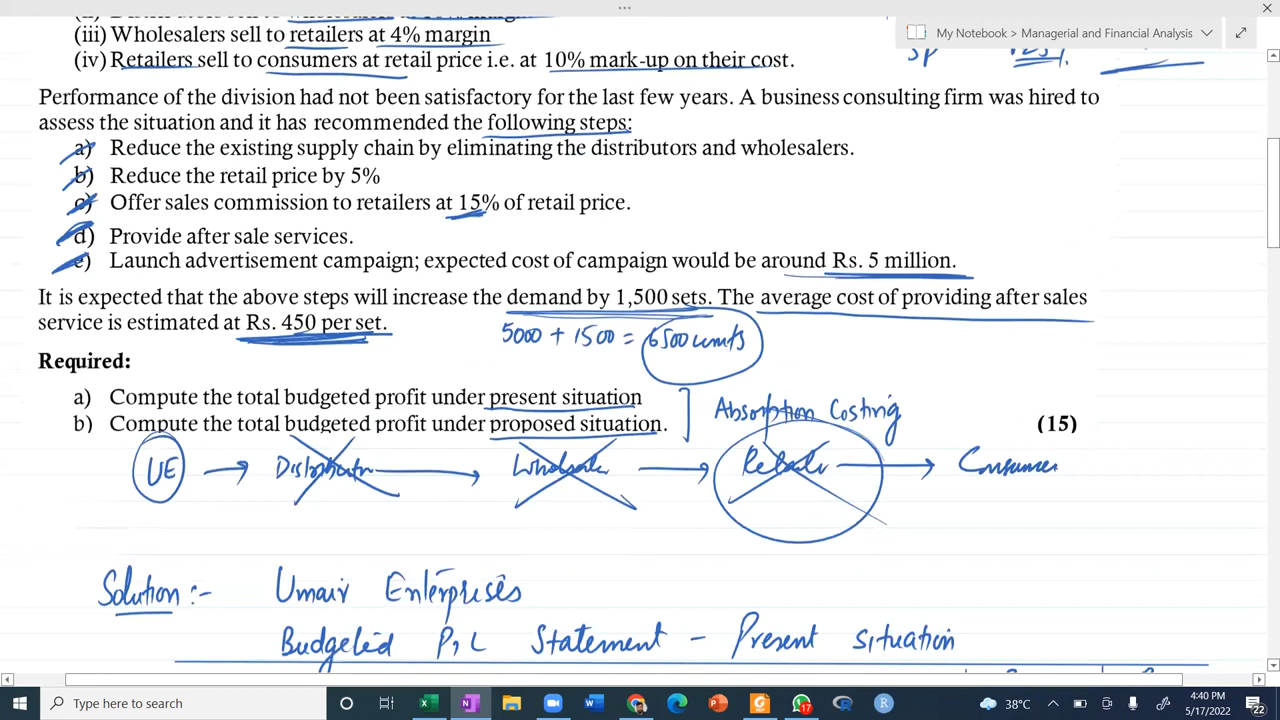 My Notebook > Managerial and Financial Analysis
(iii) Wholesalers sell to retailers at 4% margin
(iv) Retailers sell to consumers at retail price i.e. at 10% mark-up on their cost.
SP
Performance of the division had not been satisfactory for the last few years. A business consulting firm was hired to
assess the situation and it has recommended the following steps:
a) Reduce the existing supply chain by eliminating the distributors and wholesalers.
b) Reduce the retail price by 5%
c) Offer sales commission to retailers at 15% of retail price.
d) Provide after sale services.
e) Launch advertisement campaign; expected cost of campaign would be around Rs. 5 million.
It is expected that the above steps will increase the demand by 1,500 sets. The average cost of providing after sales
service is estimated at Rs. 450 per set.
5000 + 1500 = 6500 units
Required:
a) Compute the total budgeted profit under present situation
b) Compute the total budgeted profit under proposed situation.
Absorption Costing
(15)
UE Distributor Wholesaler Retailer Consumer
Solution :- Umair Enterprises
Budgeted P,L Statement - Present situation
Type here to search
17
38°C
4:40 PM
5/17/2022
22